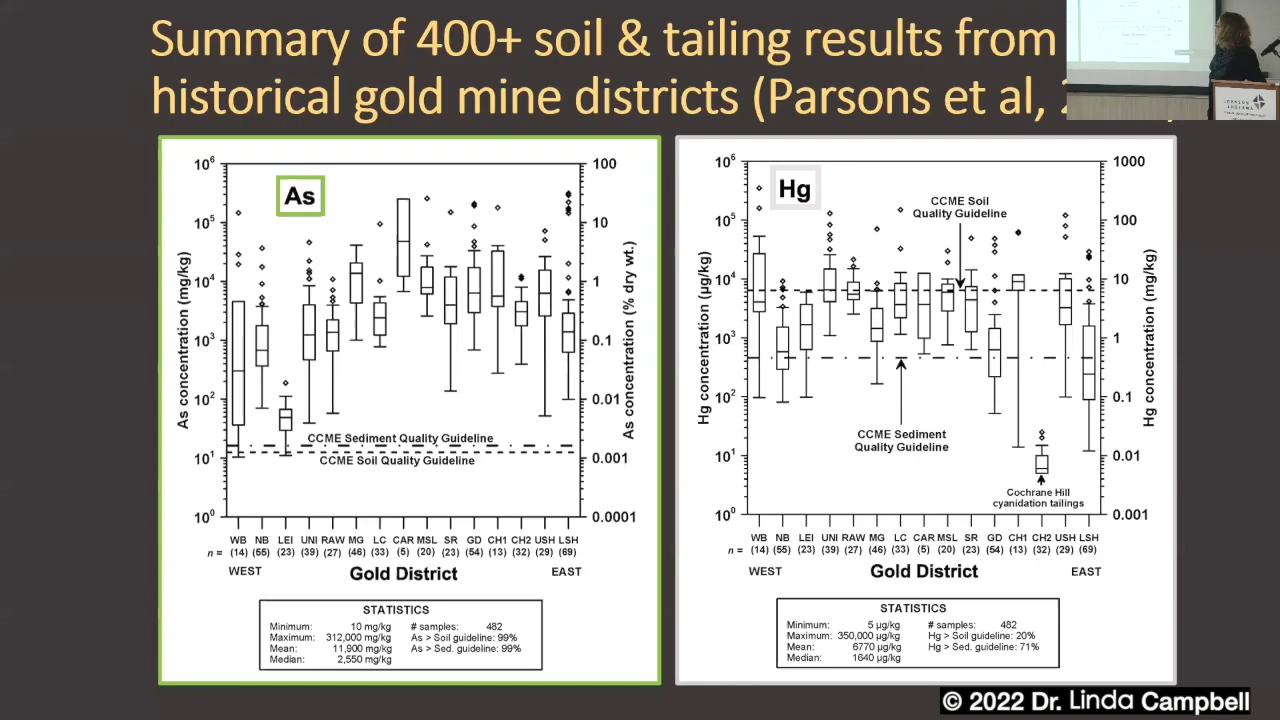 Summary of 400+ soil & tailing results from
historical gold mine districts (Parsons et al,
As
As concentration (mg/kg)
10⁶
10⁵
10⁴
10³
10²
10¹
10⁰
100
10
1
0.1
0.01
0.001
0.0001
As concentration (% dry wt.)
CCME Sediment Quality Guideline
CCME Soil Quality Guideline
WB NB LEI UNI RAW MG LC CAR MSL SR GD CH1 CH2 USH LSH
n = (14) (55) (23) (39) (27) (46) (33) (5) (20) (23) (54) (13) (32) (29) (69)
WEST Gold District EAST
STATISTICS
Minimum: 10 mg/kg # samples: 482
Maximum: 312,000 mg/kg As > Soil guideline: 99%
Mean: 11,900 mg/kg As > Sed. guideline: 99%
Median: 2,550 mg/kg
Hg
Hg concentration (µg/kg)
10⁶
10⁵
10⁴
10³
10²
10¹
10⁰
1000
100
10
1
0.1
0.01
0.001
Hg concentration (mg/kg)
CCME Soil
Quality Guideline
CCME Sediment
Quality Guideline
Cochrane Hill
cyanidation tailings
WB NB LEI UNI RAW MG LC CAR MSL SR GD CH1 CH2 USH LSH
n = (14) (55) (23) (39) (27) (46) (33) (5) (20) (23) (54) (13) (32) (29) (69)
WEST Gold District EAST
STATISTICS
Minimum: 5 µg/kg # samples: 482
Maximum: 350,000 µg/kg Hg > Soil guideline: 20%
Mean: 6770 µg/kg Hg > Sed. guideline: 71%
Median: 1640 µg/kg
© 2022 Dr. Linda Campbell